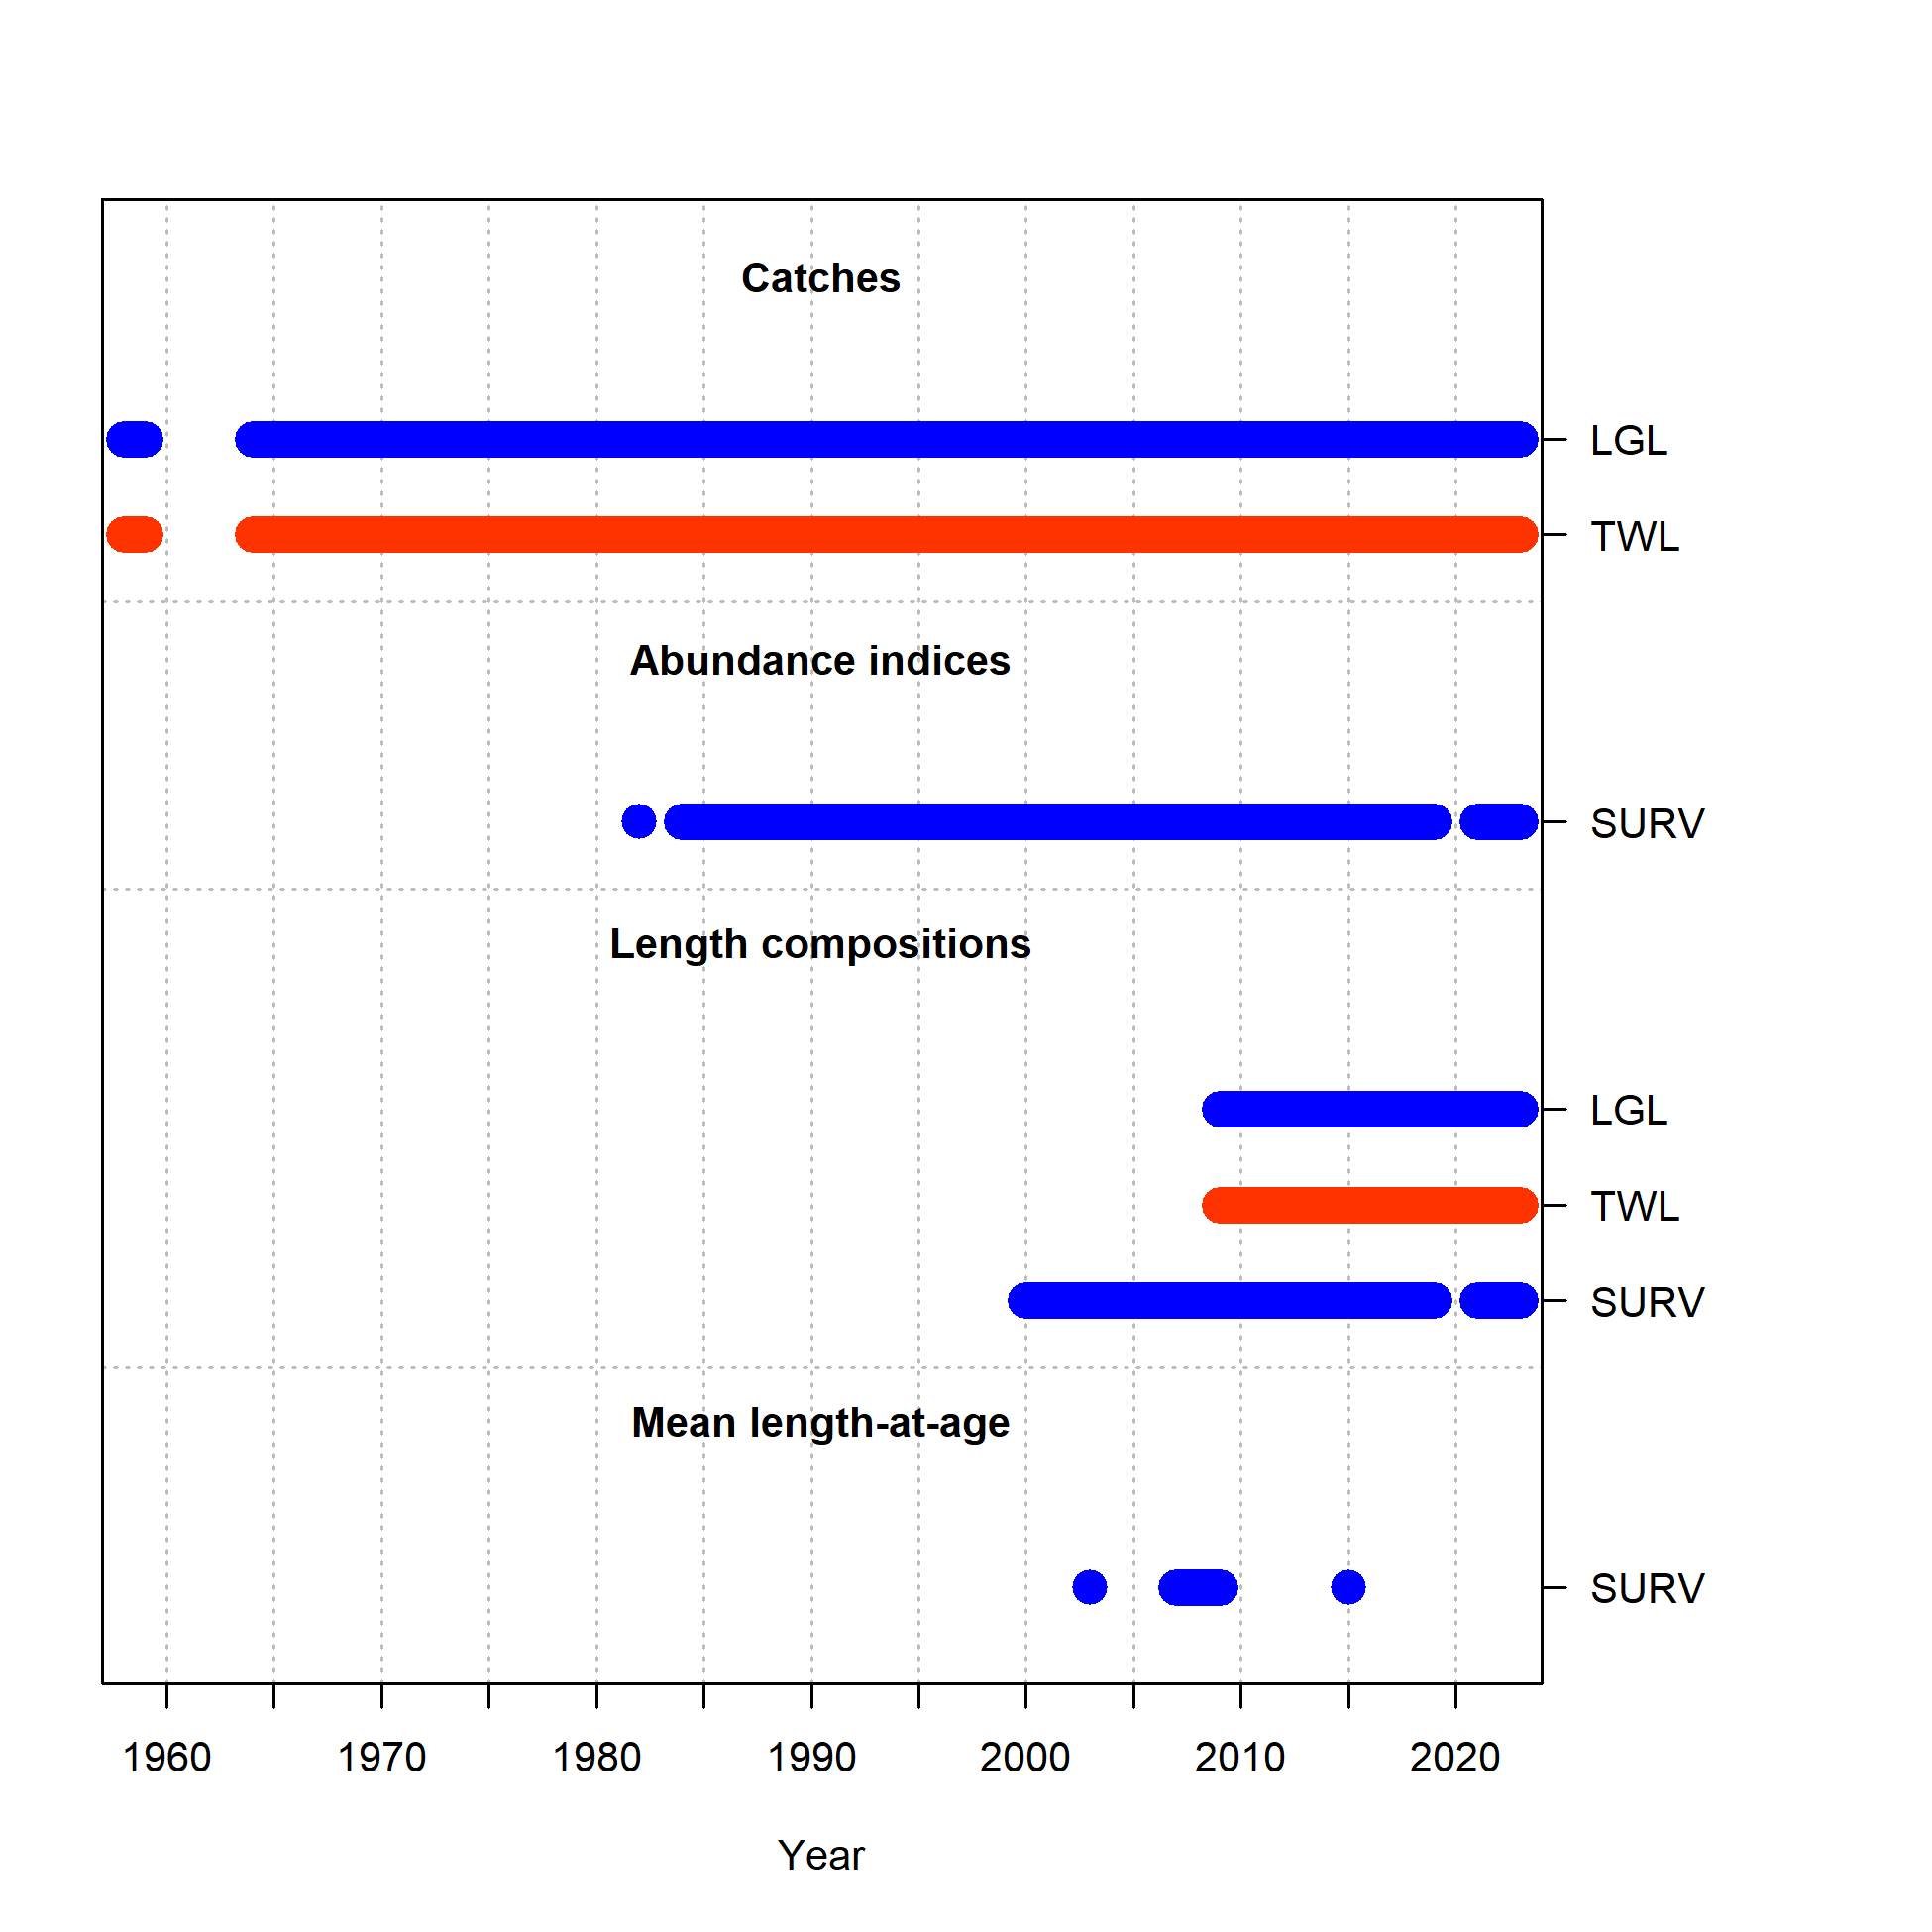 Catches
LGL
TWL
Abundance indices
SURV
Length compositions
LGL
TWL
SURV
Mean length-at-age
SURV
1960 1970 1980 1990 2000 2010 2020
Year